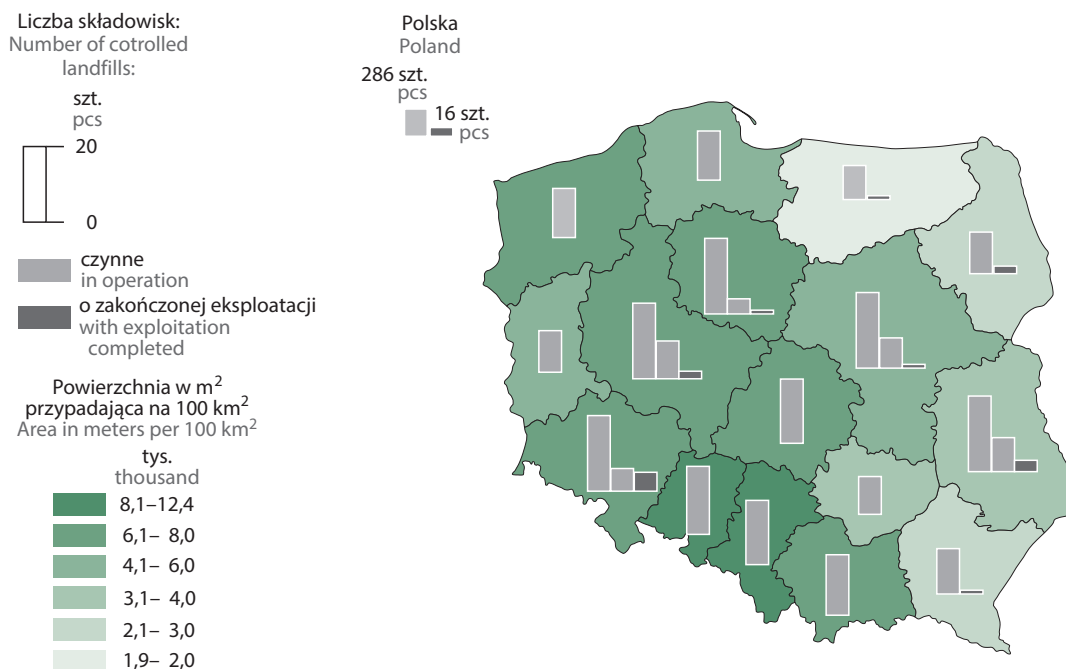 Liczba składowisk:
Number of cotrolled
landfills:
szt.
pcs
20
0
czynne
in operation
o zakończonej eksploatacji
with exploitation
completed
Powierzchnia w m²
przypadająca na 100 km²
Area in meters per 100 km²
tys.
thousand
8,1–12,4
6,1– 8,0
4,1– 6,0
3,1– 4,0
2,1– 3,0
1,9– 2,0
Polska
Poland
286 szt.
pcs
16 szt.
pcs